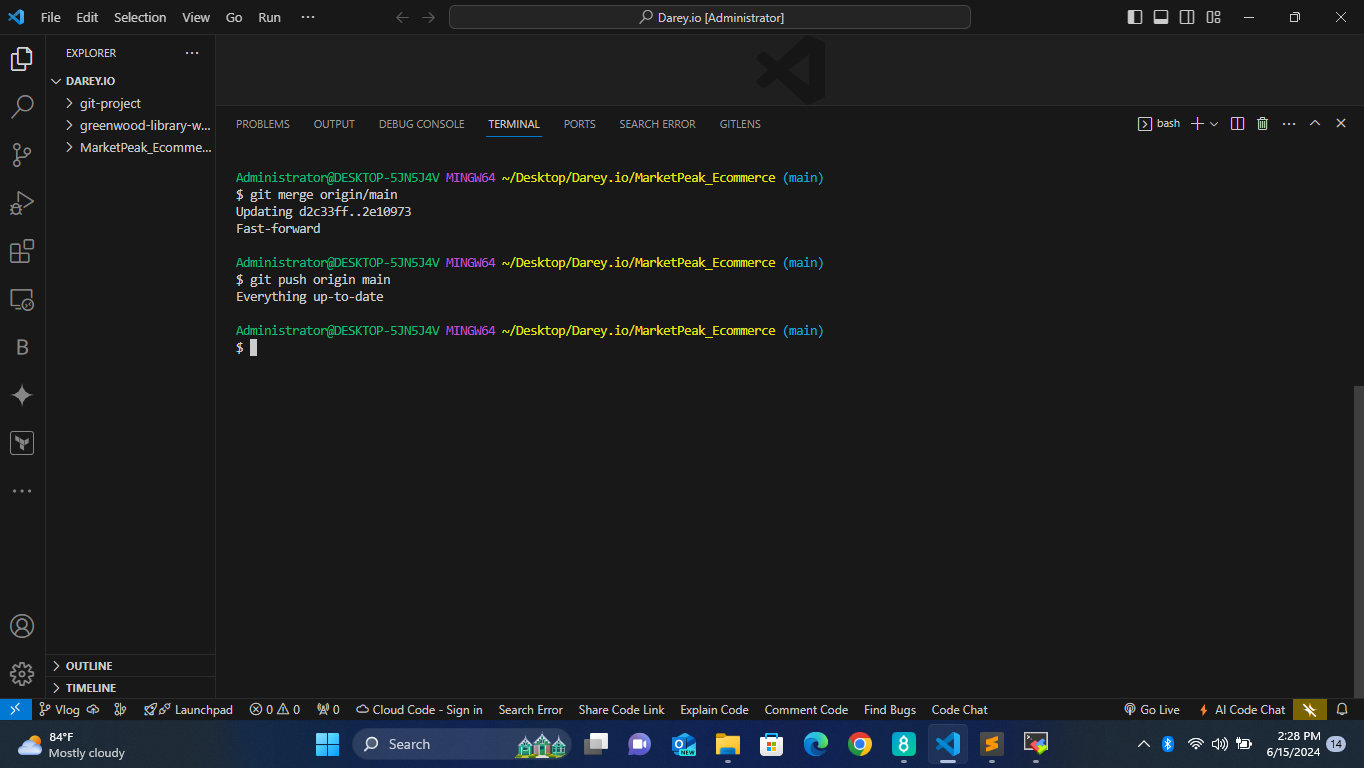 File Edit Selection View Go Run ··· Darey.io [Administrator]
EXPLORER ···
DAREY.IO
git-project
greenwood-library-w...
MarketPeak_Ecomme...
PROBLEMS OUTPUT DEBUG CONSOLE TERMINAL PORTS SEARCH ERROR GITLENS bash
Administrator@DESKTOP-5JN5J4V MINGW64 ~/Desktop/Darey.io/MarketPeak_Ecommerce (main)
$ git merge origin/main
Updating d2c33ff..2e10973
Fast-forward
Administrator@DESKTOP-5JN5J4V MINGW64 ~/Desktop/Darey.io/MarketPeak_Ecommerce (main)
$ git push origin main
Everything up-to-date
Administrator@DESKTOP-5JN5J4V MINGW64 ~/Desktop/Darey.io/MarketPeak_Ecommerce (main)
$
B
OUTLINE
TIMELINE
Vlog Launchpad 0 0 0 Cloud Code - Sign in Search Error Share Code Link Explain Code Comment Code Find Bugs Code Chat Go Live AI Code Chat
84°F
Mostly cloudy
Search
NEW
2:28 PM
6/15/2024
14